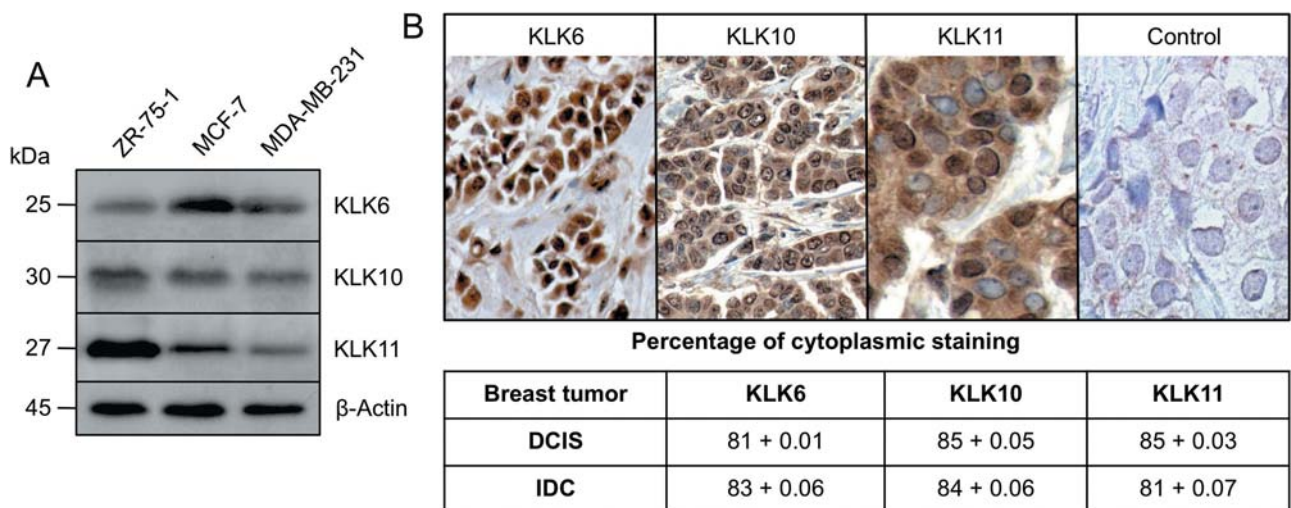 A
ZR-75-1
MCF-7
MDA-MB-231
kDa
25
KLK6
30
KLK10
27
KLK11
45
β-Actin
B
KLK6 KLK10 KLK11 Control
Percentage of cytoplasmic staining
Breast tumor KLK6 KLK10 KLK11
DCIS 81 + 0.01 85 + 0.05 85 + 0.03
IDC 83 + 0.06 84 + 0.06 81 + 0.07